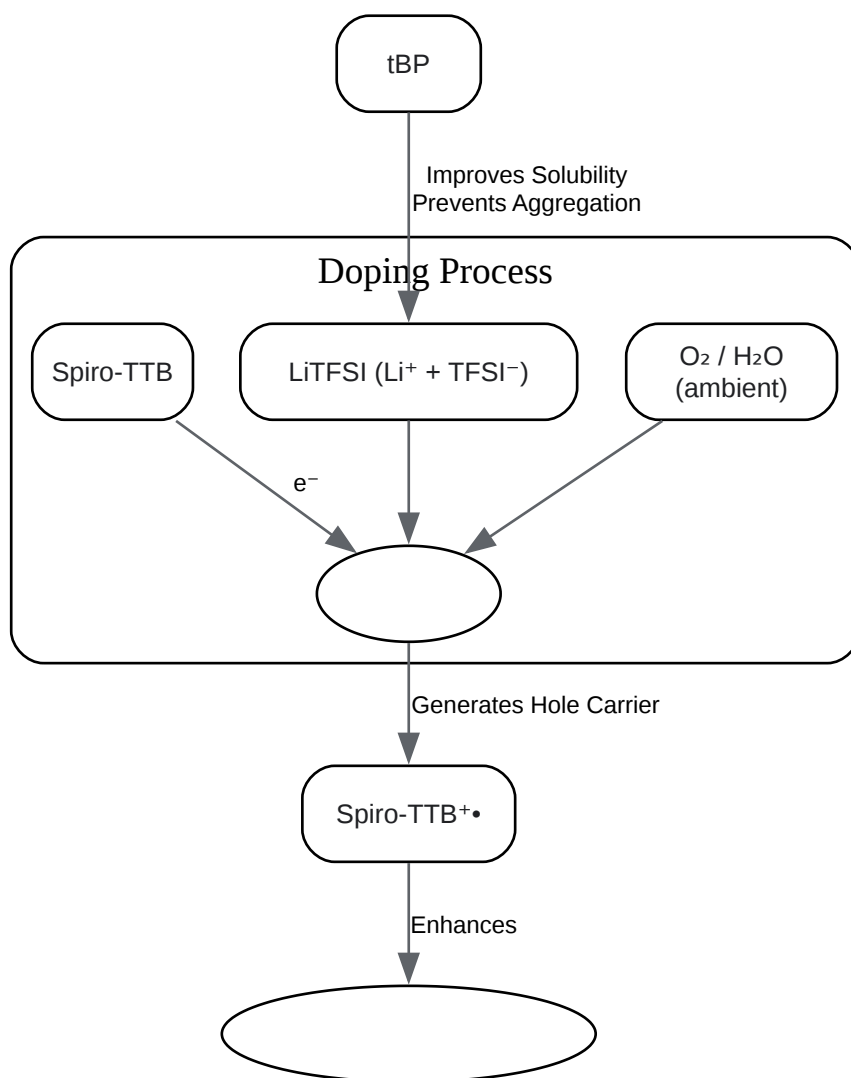 tBP
Improves Solubility
Prevents Aggregation
Doping Process
Spiro-TTB
LiTFSI (Li⁺ + TFSI⁻)
O₂ / H₂O
(ambient)
e⁻
Generates Hole Carrier
Spiro-TTB⁺•
Enhances